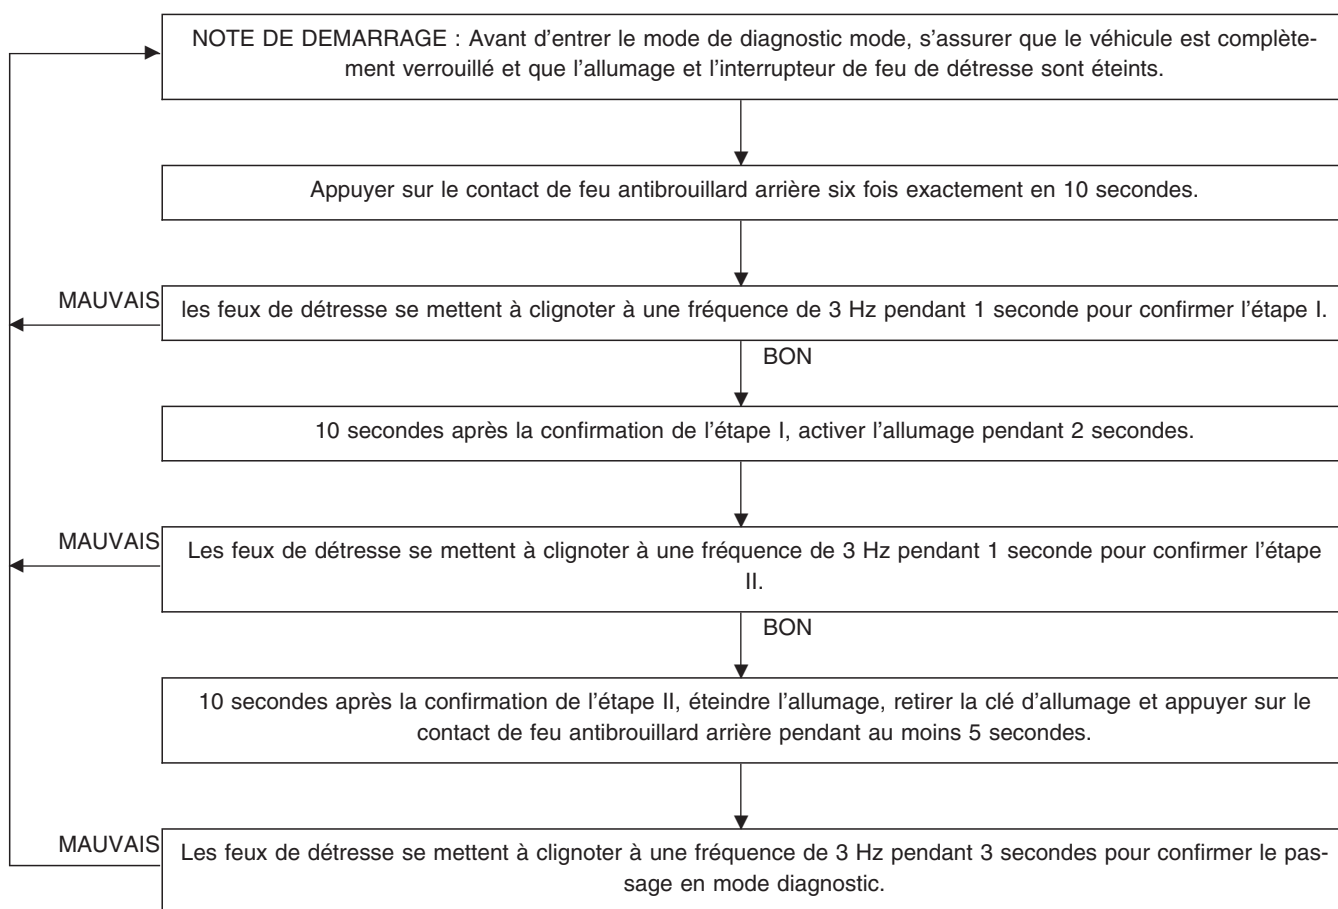 NOTE DE DEMARRAGE : Avant d'entrer le mode de diagnostic mode, s'assurer que le véhicule est complète-
ment verrouillé et que l'allumage et l'interrupteur de feu de détresse sont éteints.
Appuyer sur le contact de feu antibrouillard arrière six fois exactement en 10 secondes.
MAUVAIS
les feux de détresse se mettent à clignoter à une fréquence de 3 Hz pendant 1 seconde pour confirmer l'étape I.
BON
10 secondes après la confirmation de l'étape I, activer l'allumage pendant 2 secondes.
MAUVAIS
Les feux de détresse se mettent à clignoter à une fréquence de 3 Hz pendant 1 seconde pour confirmer l'étape
II.
BON
10 secondes après la confirmation de l'étape II, éteindre l'allumage, retirer la clé d'allumage et appuyer sur le
contact de feu antibrouillard arrière pendant au moins 5 secondes.
MAUVAIS
Les feux de détresse se mettent à clignoter à une fréquence de 3 Hz pendant 3 secondes pour confirmer le pas-
sage en mode diagnostic.